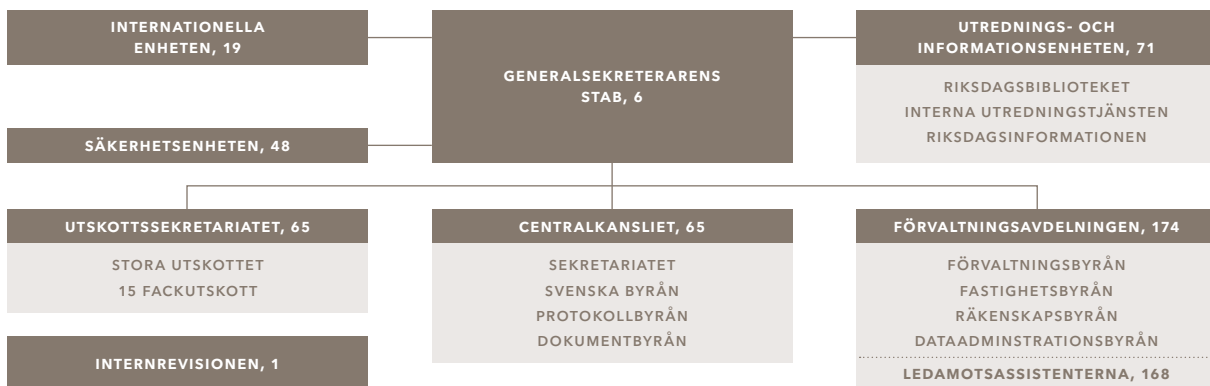 INTERNATIONELLA
ENHETEN, 19
GENERALSEKRETERARENS
STAB, 6
UTREDNINGS- OCH
INFORMATIONSENHETEN, 71
RIKSDAGSBIBLIOTEKET
INTERNA UTREDNINGSTJÄNSTEN
RIKSDAGSINFORMATIONEN
SÄKERHETSENHETEN, 48
UTSKOTTSSEKRETARIATET, 65
STORA UTSKOTTET
15 FACKUTSKOTT
CENTRALKANSLIET, 65
SEKRETARIATET
SVENSKA BYRÅN
PROTOKOLLBYRÅN
DOKUMENTBYRÅN
FÖRVALTNINGSAVDELNINGEN, 174
FÖRVALTNINGSBYRÅN
FASTIGHETSBYRÅN
RÄKENSKAPSBYRÅN
DATAADMINSTRATIONSBYRÅN
LEDAMOTSASSISTENTERNA, 168
INTERNREVISIONEN, 1